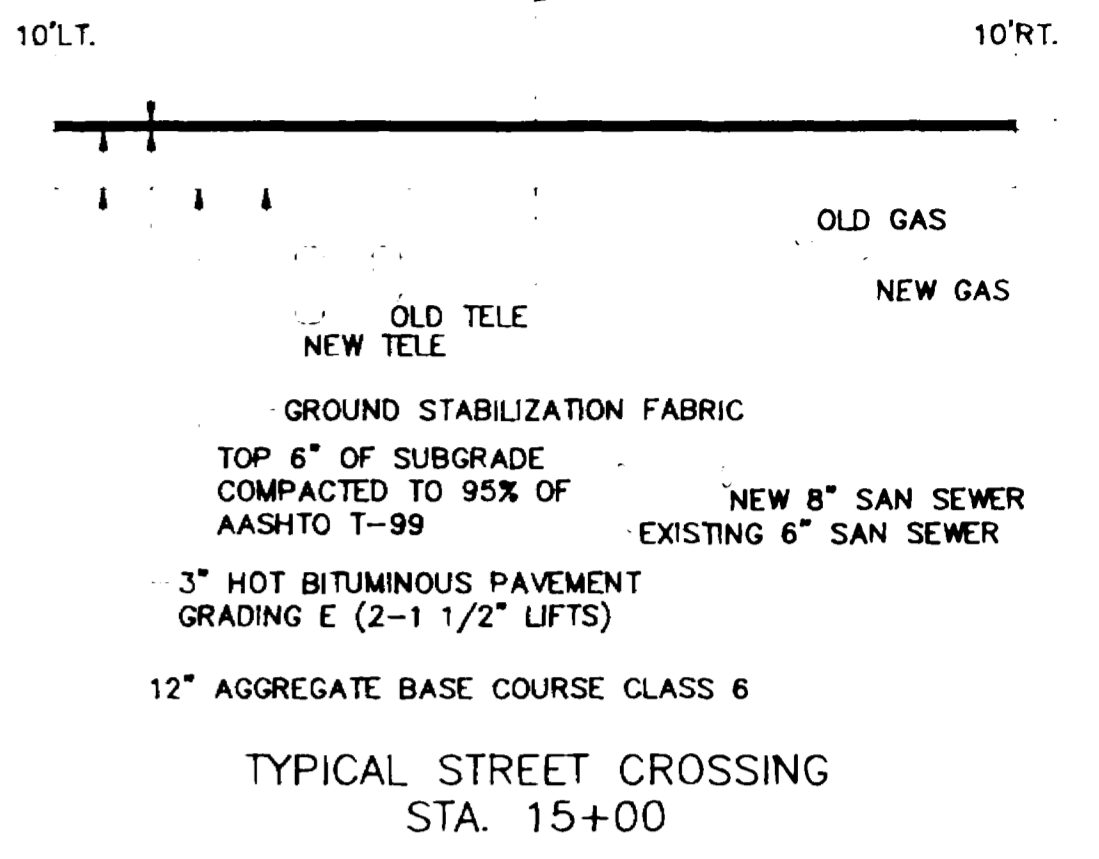 10'LT.
10'RT.
OLD GAS
NEW GAS
OLD TELE
NEW TELE
GROUND STABILIZATION FABRIC
TOP 6" OF SUBGRADE
COMPACTED TO 95% OF
AASHTO T-99
NEW 8" SAN SEWER
EXISTING 6" SAN SEWER
3" HOT BITUMINOUS PAVEMENT
GRADING E (2-1 1/2" LIFTS)
12" AGGREGATE BASE COURSE CLASS 6
TYPICAL STREET CROSSING
STA. 15+00